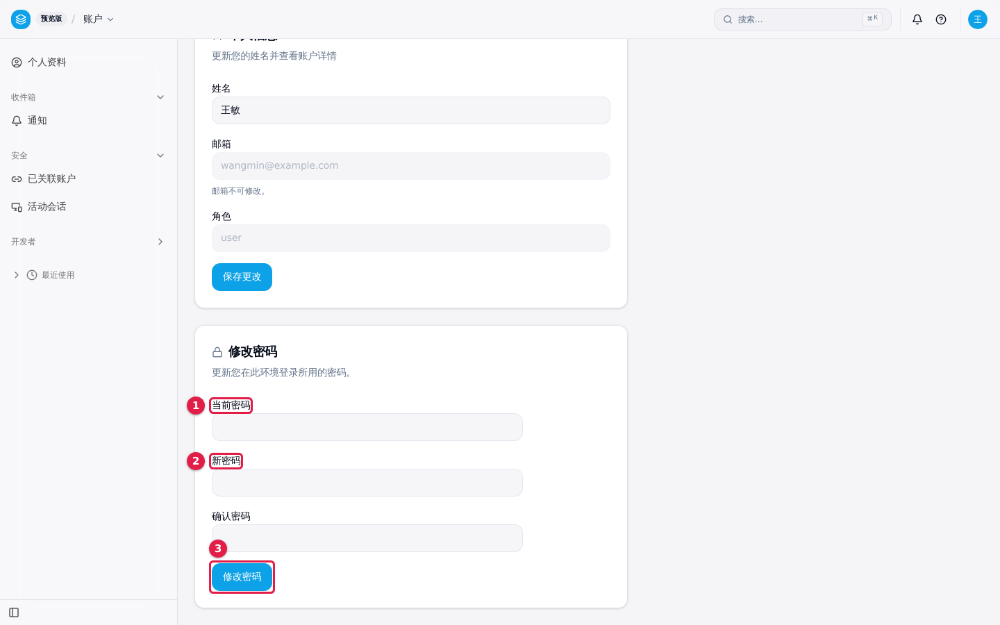 预览版 / 账户
搜索... ⌘K
王
个人资料
收件箱
通知
安全
已关联账户
活动会话
开发者
最近使用
个人信息
更新您的姓名并查看账户详情
姓名
王敏
邮箱
wangmin@example.com
邮箱不可修改。
角色
user
保存更改
修改密码
更新您在此环境登录所用的密码。
1 当前密码
2 新密码
确认密码
3
修改密码